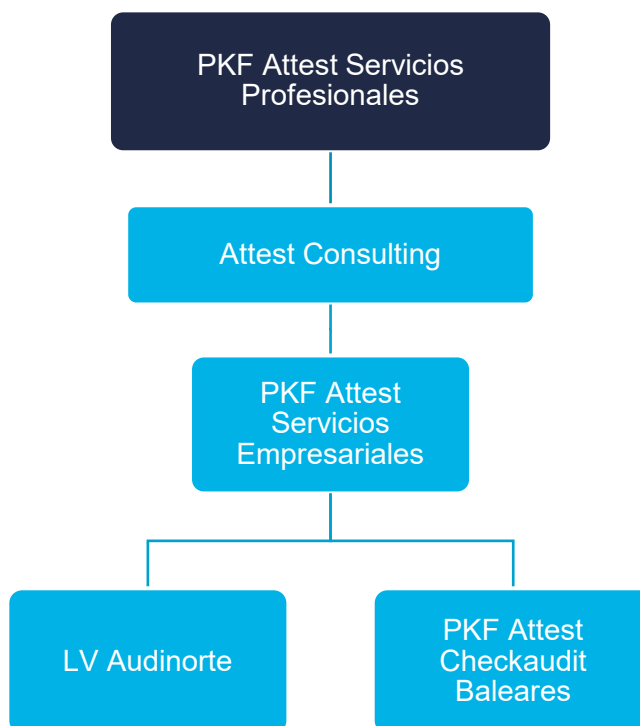 PKF Attest Servicios
Profesionales
Attest Consulting
PKF Attest
Servicios
Empresariales
LV Audinorte
PKF Attest
Checkaudit
Baleares